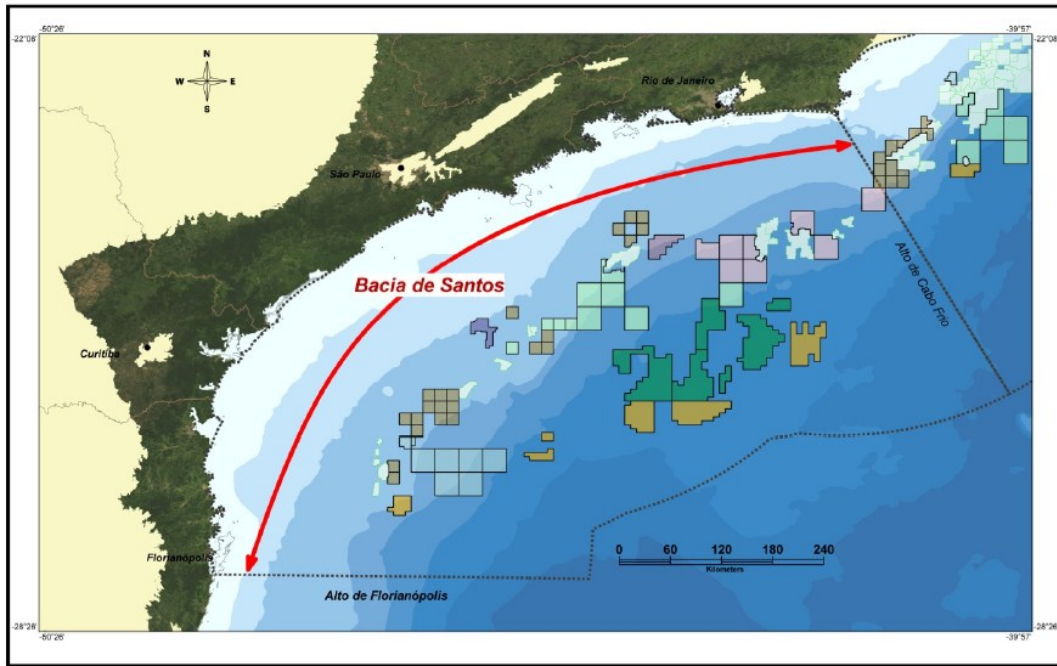 -50°26'
-39°57'
-22°08'
-22°08'
N
W E
S
Rio de Janeiro
São Paulo
Bacia de Santos
Alto de Cabo Frio
Curitiba
Florianópolis
0 60 120 180 240
Kilometers
Alto de Florianópolis
-28°26'
-28°26'
-50°26'
-39°57'